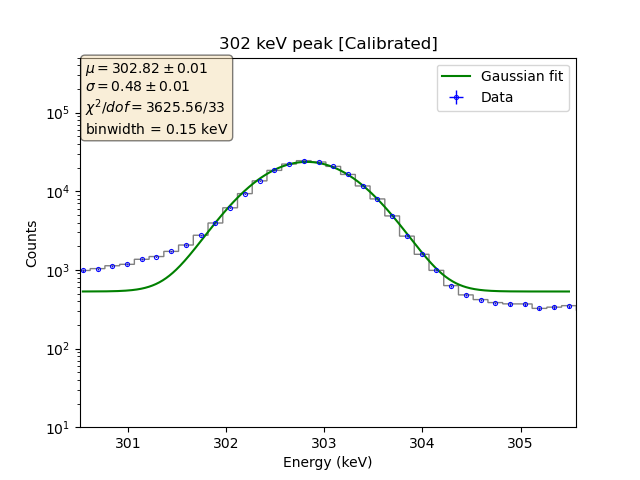 302 keV peak [Calibrated]
μ = 302.82 ± 0.01
σ = 0.48 ± 0.01
χ²/dof = 3625.56/33
binwidth = 0.15 keV
Gaussian fit
Data
10⁵
10⁴
10³
10²
10¹
Counts
301 302 303 304 305
Energy (keV)